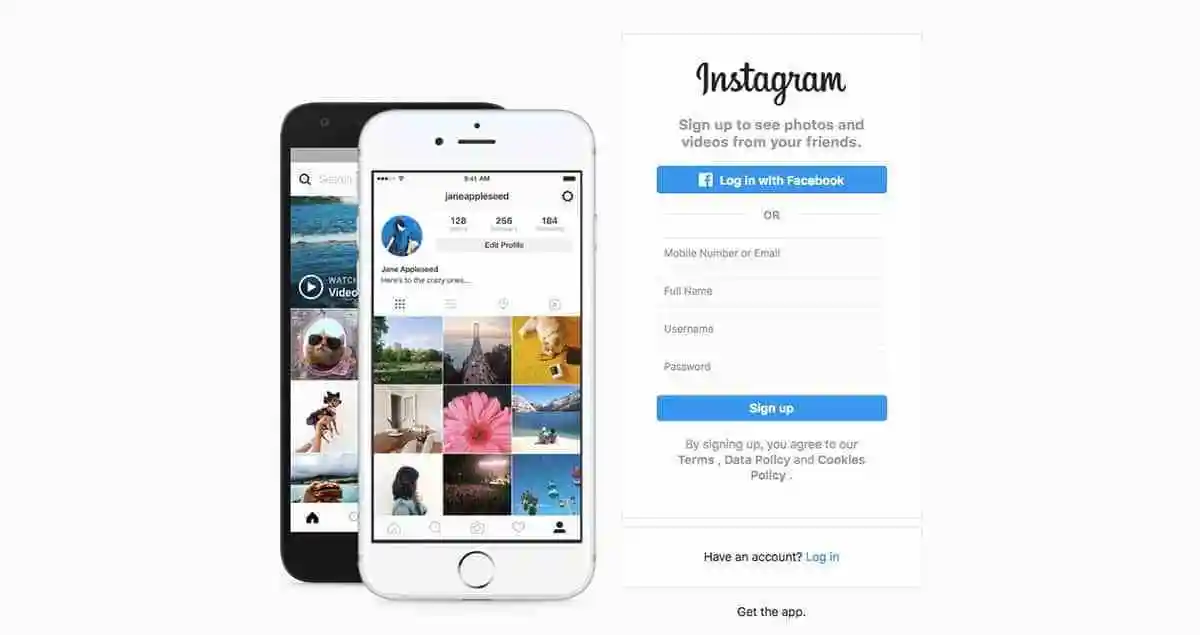 Search
WATCH
Video
9:41 AM
janeappleseed
128
256
184
Edit Profile
Jane Appleseed
Here's to the crazy ones...
Instagram
Sign up to see photos and
videos from your friends.
Log in with Facebook
OR
Mobile Number or Email
Full Name
Username
Password
Sign up
By signing up, you agree to our
Terms , Data Policy and Cookies
Policy .
Have an account? Log in
Get the app.